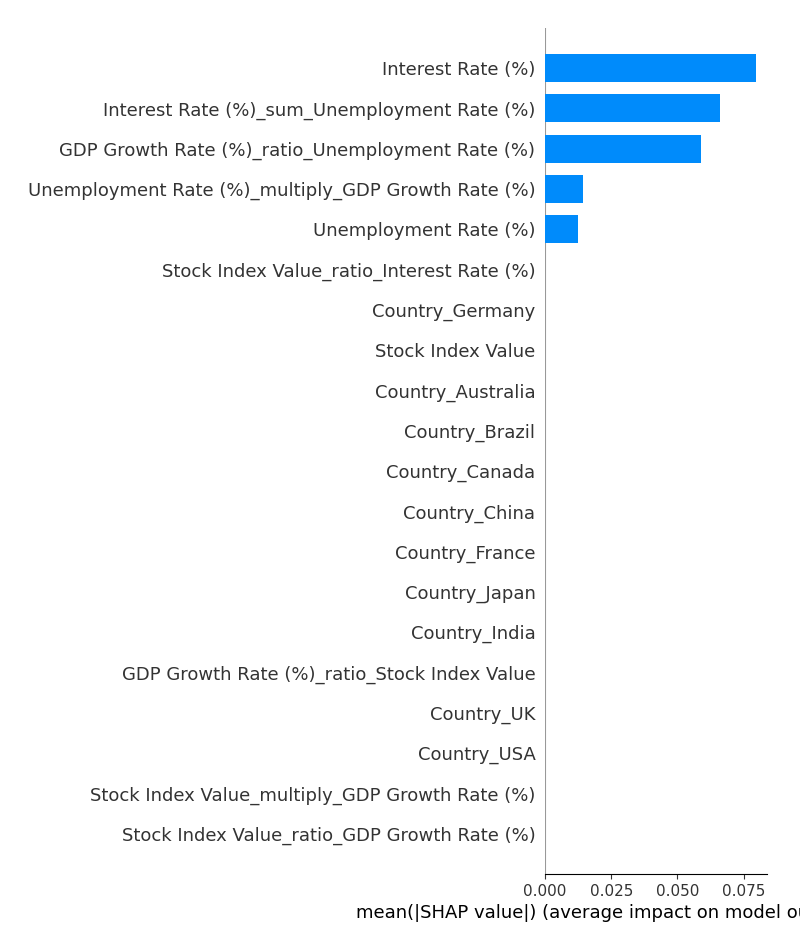 Interest Rate (%)
Interest Rate (%)_sum_Unemployment Rate (%)
GDP Growth Rate (%)_ratio_Unemployment Rate (%)
Unemployment Rate (%)_multiply_GDP Growth Rate (%)
Unemployment Rate (%)
Stock Index Value_ratio_Interest Rate (%)
Country_Germany
Stock Index Value
Country_Australia
Country_Brazil
Country_Canada
Country_China
Country_France
Country_Japan
Country_India
GDP Growth Rate (%)_ratio_Stock Index Value
Country_UK
Country_USA
Stock Index Value_multiply_GDP Growth Rate (%)
Stock Index Value_ratio_GDP Growth Rate (%)
0.000 0.025 0.050 0.075
mean(|SHAP value|) (average impact on model